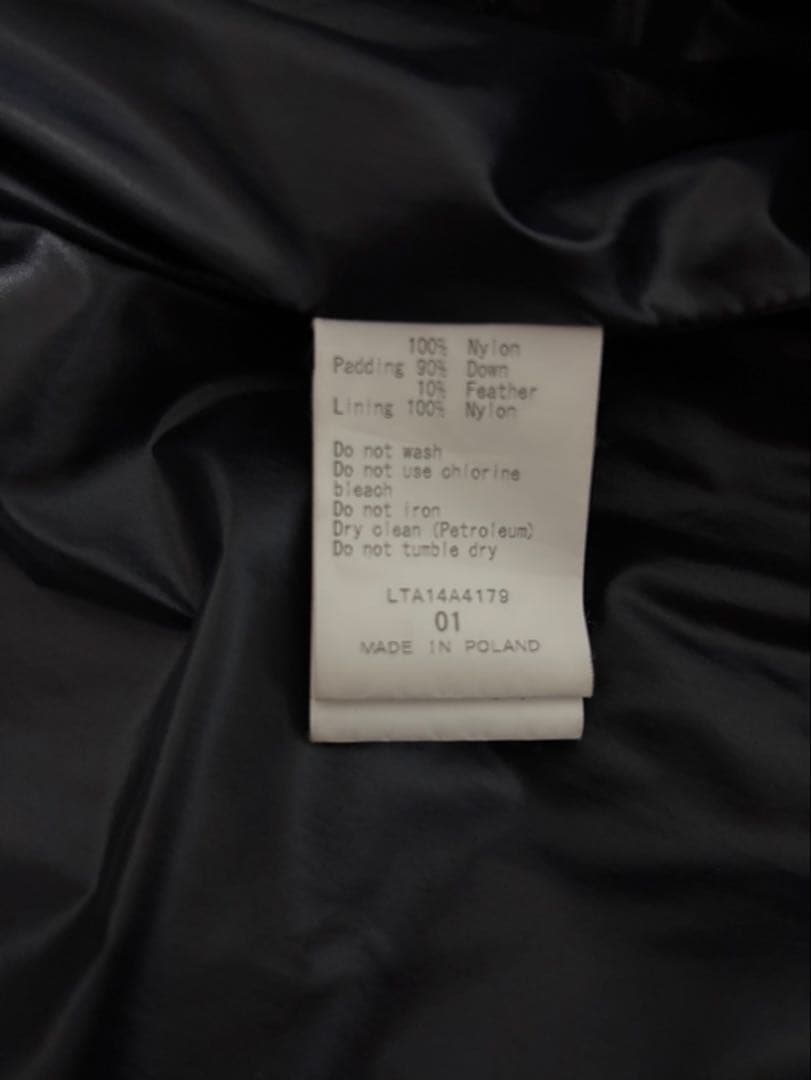 100% Nylon
Padding 90% Down
10% Feather
Lining 100% Nylon
Do not wash
Do not use chlorine
bleach
Do not iron
Dry clean (Petroleum)
Do not tumble dry
LTA14A4179
01
MADE IN POLAND